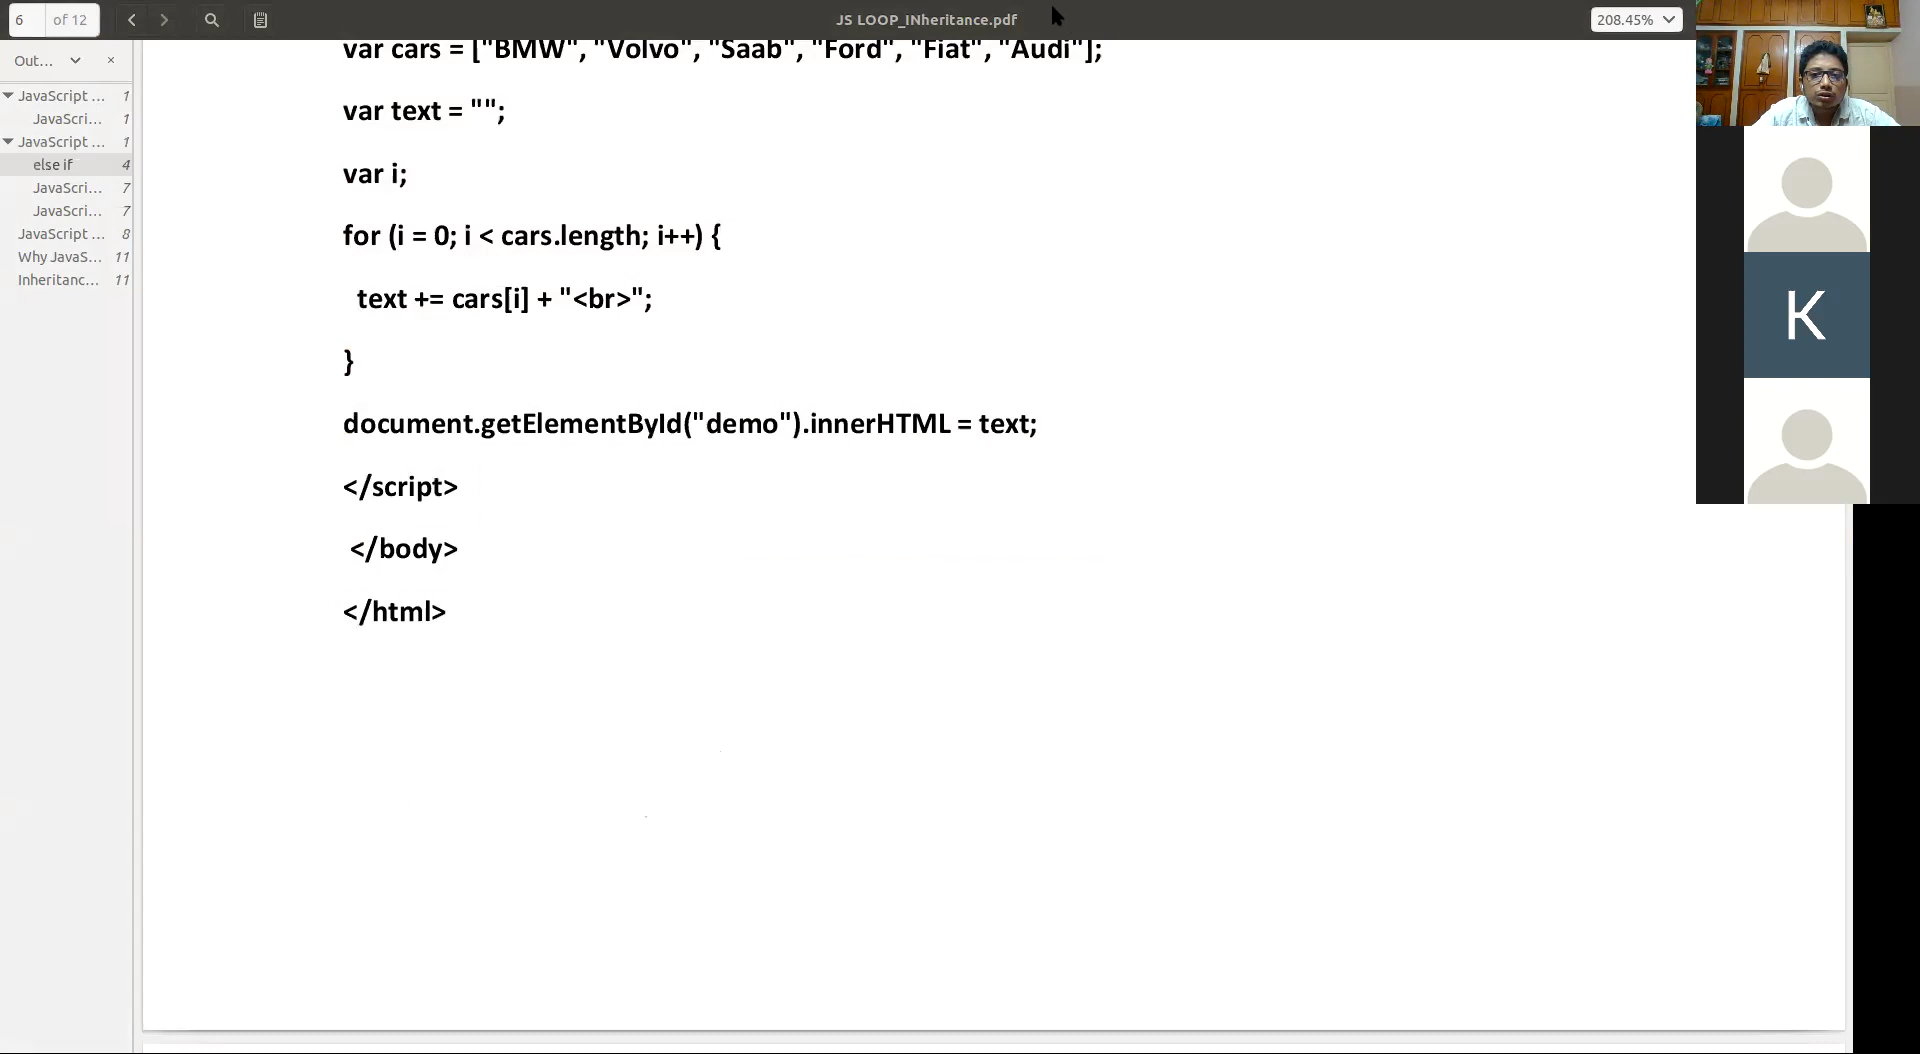 6 of 12
JS LOOP_INheritance.pdf
208.45%
Out...
JavaScript ... 1
JavaScri... 1
JavaScript ... 1
else if 4
JavaScri... 7
JavaScri... 7
JavaScript ... 8
Why JavaS... 11
Inheritanc... 11
var cars = ["BMW", "Volvo", "Saab", "Ford", "Fiat", "Audi"];
var text = "";
var i;
for (i = 0; i < cars.length; i++) {
text += cars[i] + "<br>";
}
document.getElementById("demo").innerHTML = text;
</script>
</body>
</html>
K